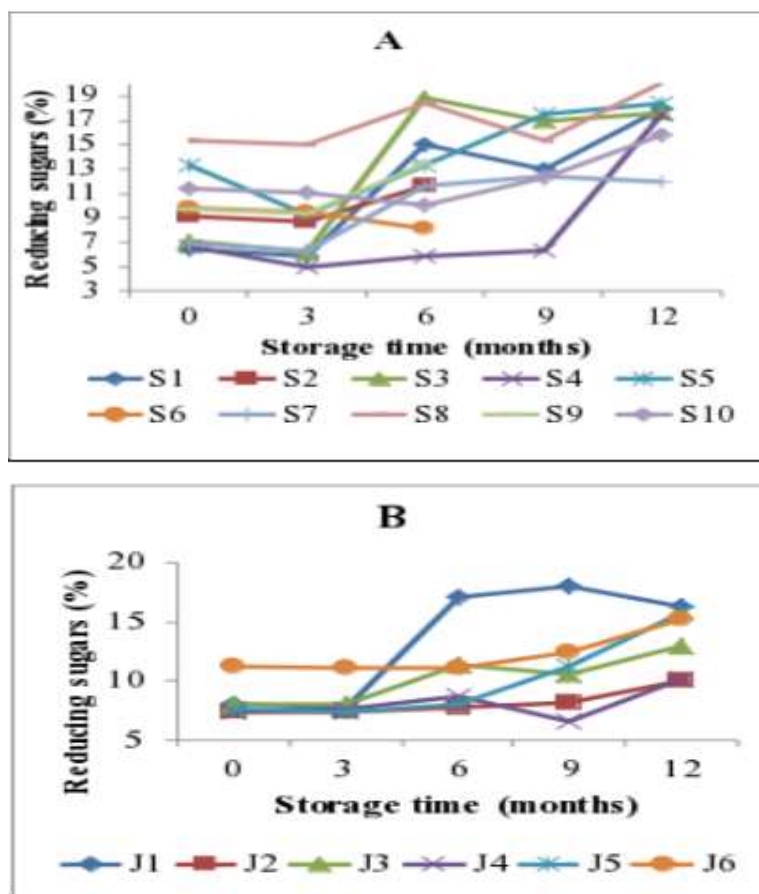 A
Reducing sugars (%)
19
17
15
13
11
9
7
5
3
0 3 6 9 12
Storage time (months)
S1 S2 S3 S4 S5
S6 S7 S8 S9 S10
B
Reducing sugars (%)
20
15
10
5
0 3 6 9 12
Storage time (months)
J1 J2 J3 J4 J5 J6